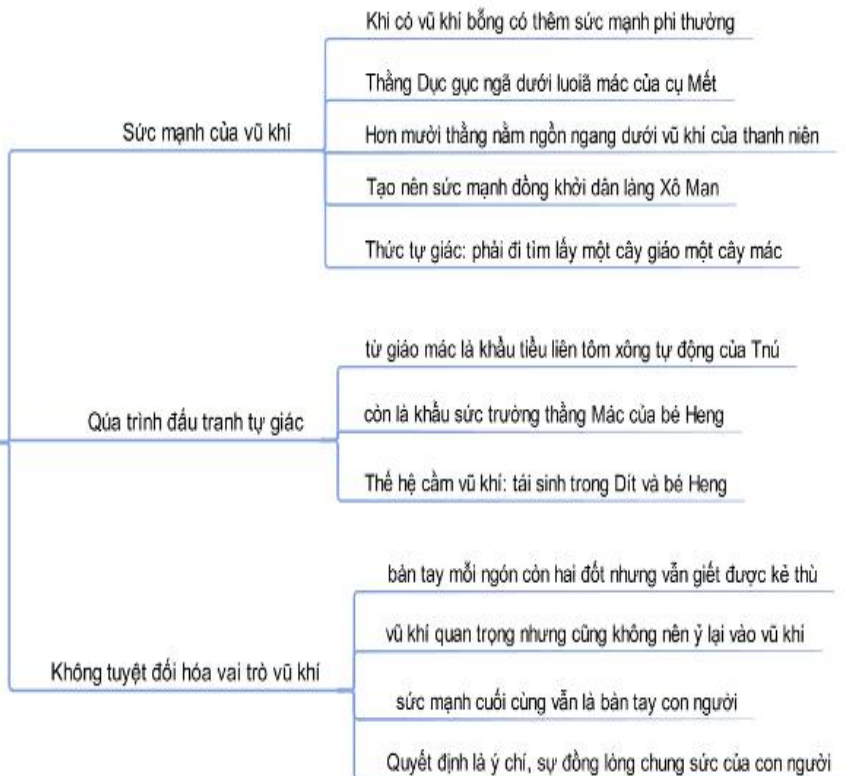 Khi có vũ khí bỗng có thêm sức mạnh phi thường
Thằng Dục gục ngã dưới luoiã mác của cụ Mết
Sức mạnh của vũ khí
Hơn mười thằng nằm ngổn ngang dưới vũ khí của thanh niên
Tạo nên sức mạnh đồng khởi dân làng Xô Man
Thức tự giác: phải đi tìm lấy một cây giáo một cây mác
từ giáo mác là khẩu tiểu liên tôm xông tự động của Tnú
Qúa trình đấu tranh tự giác
còn là khẩu súc trường thằng Mác của bé Heng
Thế hệ cầm vũ khí: tái sinh trong Dít và bé Heng
bàn tay mỗi ngón còn hai đốt nhưng vẫn giết được kẻ thù
vũ khí quan trọng nhưng cũng không nên ỷ lại vào vũ khí
Không tuyệt đối hóa vai trò vũ khí
sức mạnh cuối cùng vẫn là bàn tay con người
Quyết định là ý chí, sự đồng lòng chung sức của con người